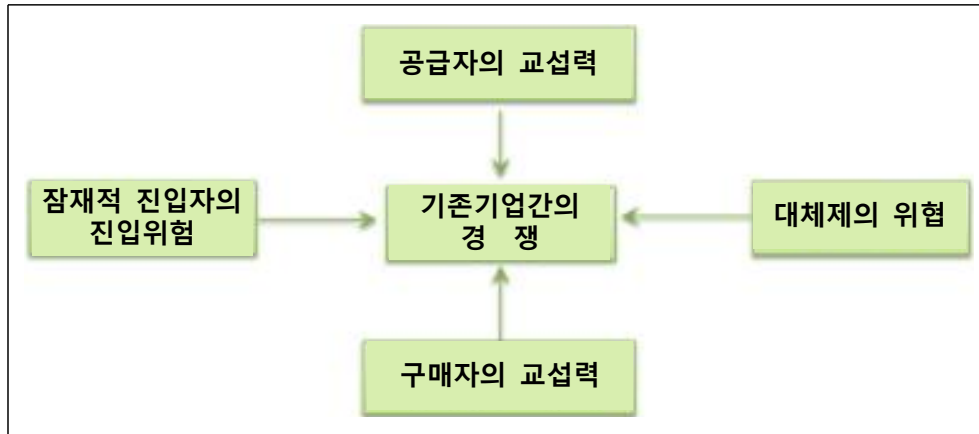 공급자의 교섭력
잠재적 진입자의
진입위험
기존기업간의
경 쟁
대체제의 위협
구매자의 교섭력